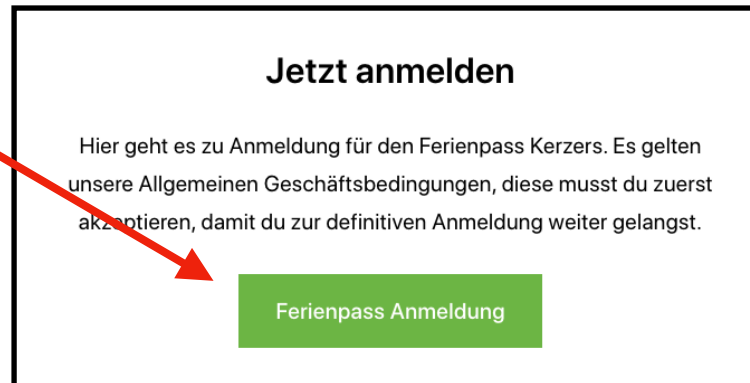 Jetzt anmelden
Hier geht es zu Anmeldung für den Ferienpass Kerzers. Es gelten
unsere Allgemeinen Geschäftsbedingungen, diese musst du zuerst
akzeptieren, damit du zur definitiven Anmeldung weiter gelangst.
Ferienpass Anmeldung